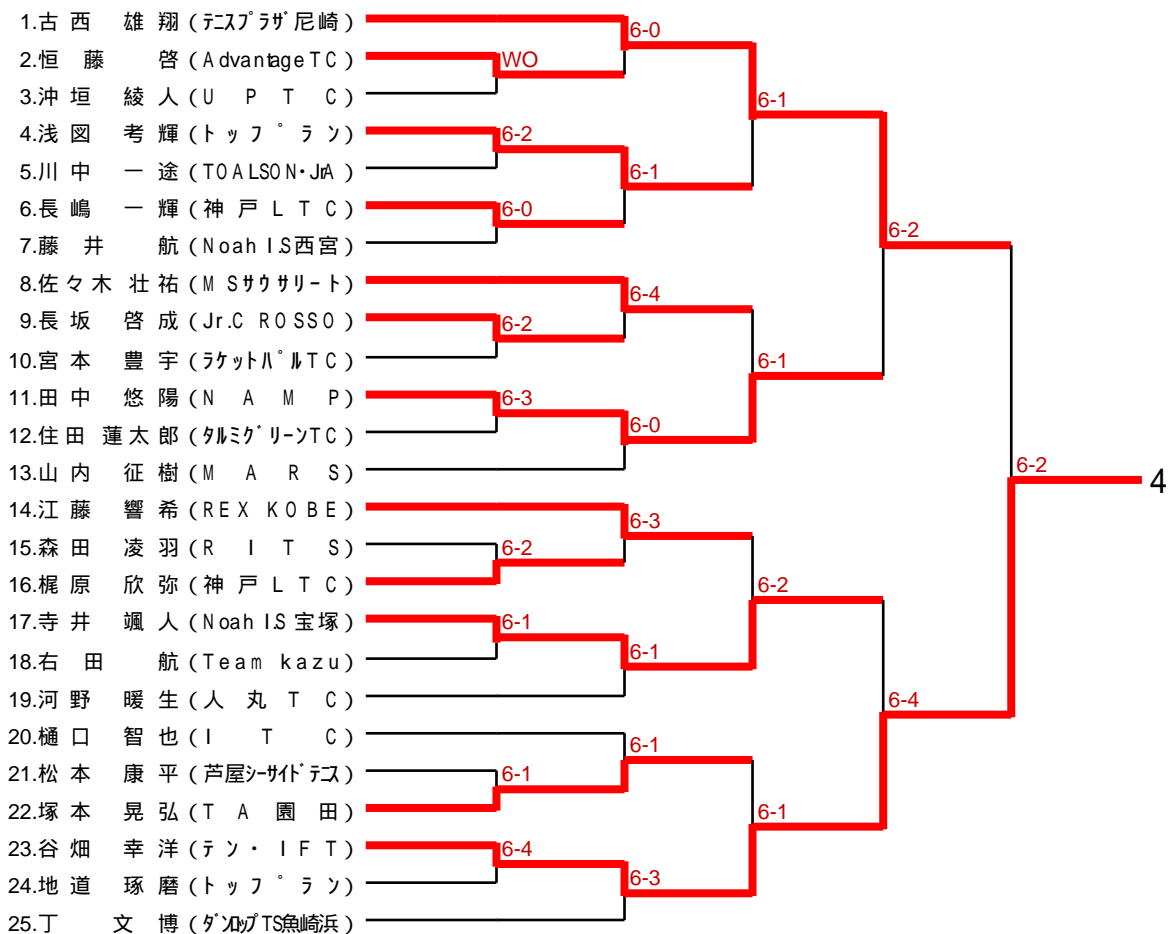 1.古西 雄翔(テニスプラザ尼崎)
2.恒藤 啓(Advantage TC)
3.沖垣 綾人(UPTC)
4.浅図 考輝(トップラン)
5.川中 一途(TOALSON・JrA)
6.長嶋 一輝(神戸LTC)
7.藤井 航(Noah I.S西宮)
8.佐々木 壮祐(MSサウサリート)
9.長坂 啓成(Jr.C ROSSO)
10.宮本 豊宇(ラケットパルTC)
11.田中 悠陽(NAMP)
12.住田 蓮太郎(タルミグリーンTC)
13.山内 征樹(MARS)
14.江藤 響希(REX KOBE)
15.森田 凌羽(RITS)
16.梶原 欣弥(神戸LTC)
17.寺井 颯人(Noah I.S宝塚)
18.右田 航(Team kazu)
19.河野 暖生(人丸TC)
20.樋口 智也(ITC)
21.松本 康平(芦屋シーサイドテニス)
22.塚本 晃弘(TA園田)
23.谷畑 幸洋(テン・IFT)
24.地道 琢磨(トップラン)
25.丁 文博(ダンロップTS魚崎浜)
WO
6-2
6-0
6-2
6-3
6-2
6-1
6-1
6-4
6-0
6-1
6-4
6-0
6-3
6-1
6-1
6-3
6-1
6-1
6-2
6-1
6-2
6-4
6-2
4